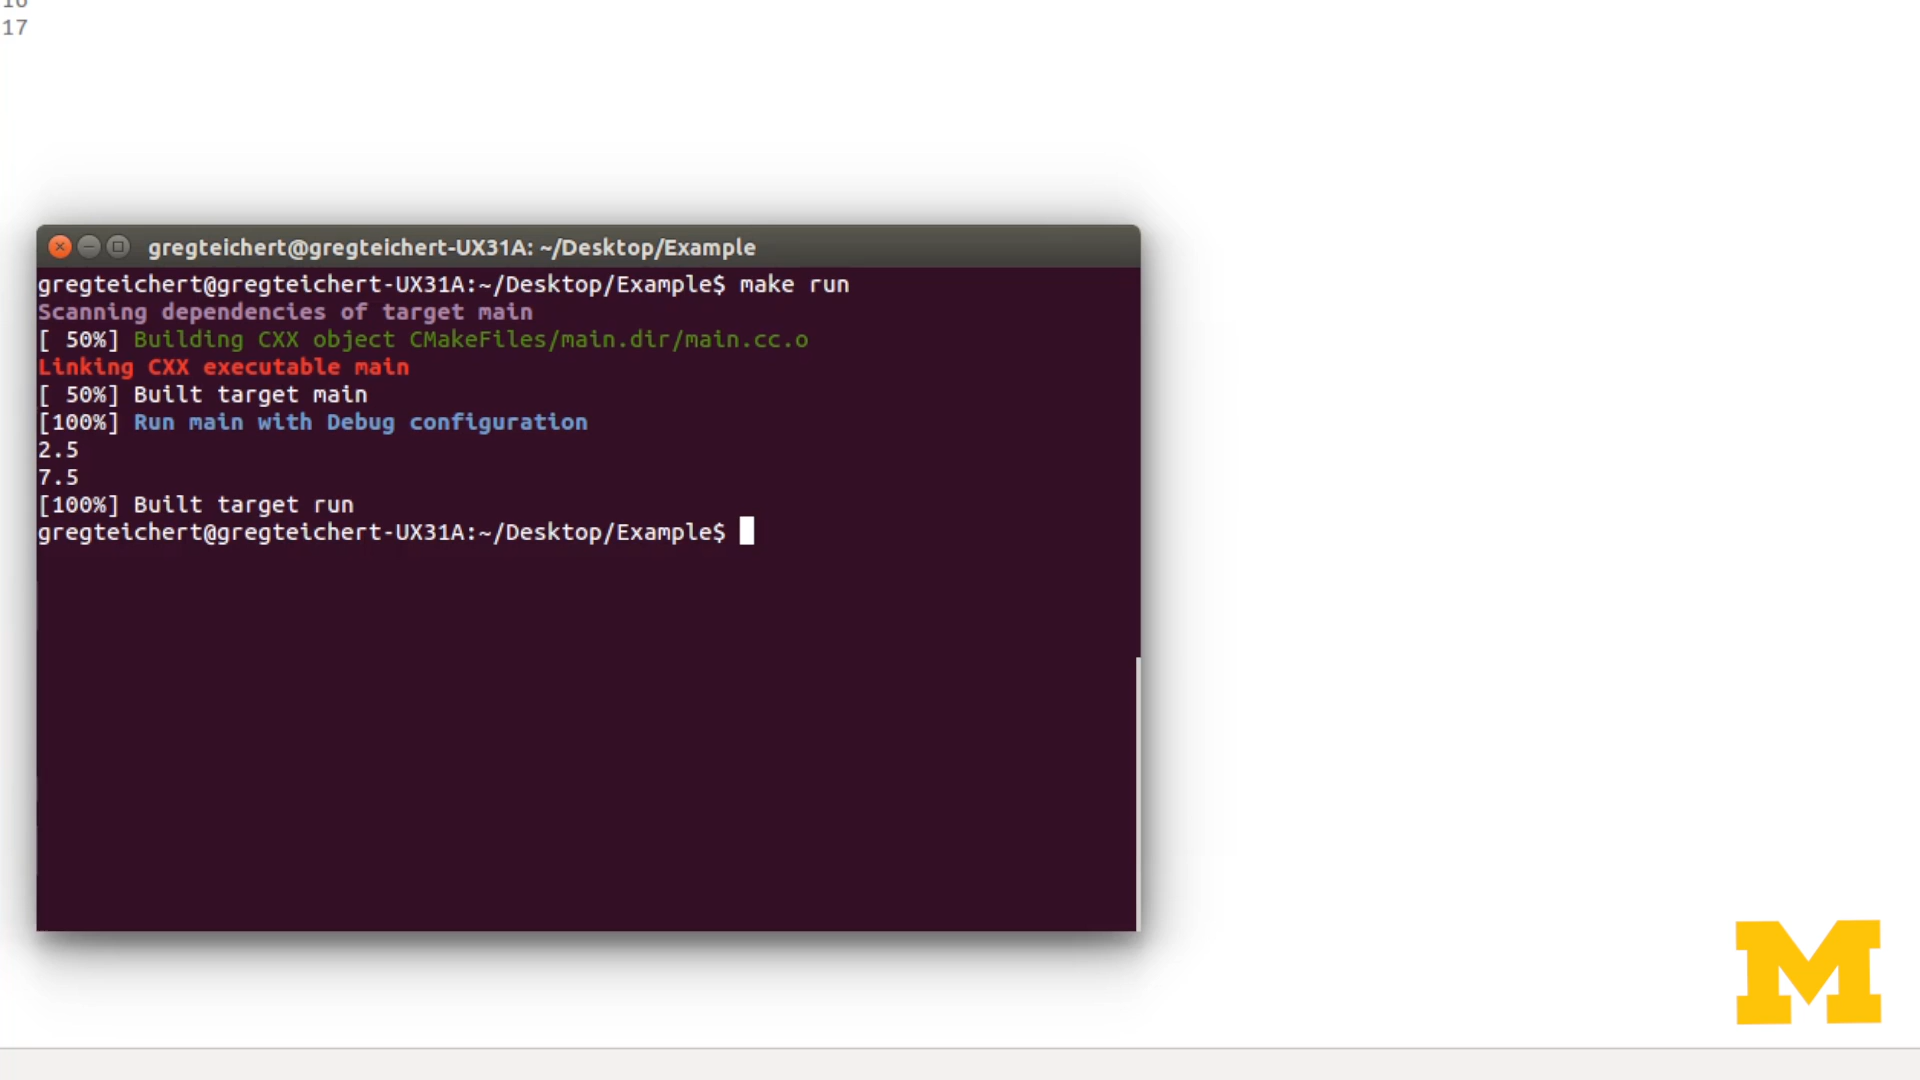 16
17
gregteichert@gregteichert-UX31A: ~/Desktop/Example
gregteichert@gregteichert-UX31A:~/Desktop/Example$ make run
Scanning dependencies of target main
[ 50%] Building CXX object CMakeFiles/main.dir/main.cc.o
Linking CXX executable main
[ 50%] Built target main
[100%] Run main with Debug configuration
2.5
7.5
[100%] Built target run
gregteichert@gregteichert-UX31A:~/Desktop/Example$
M